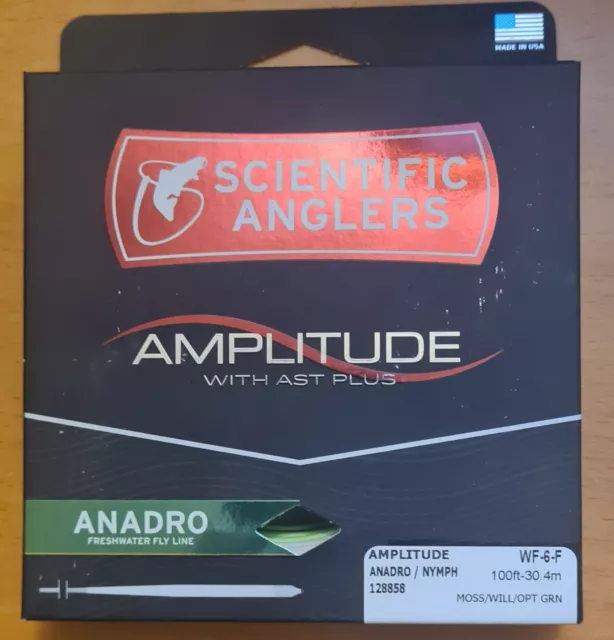 MADE IN USA
SCIENTIFIC
ANGLERS
AMPLITUDE
WITH AST PLUS
ANADRO
FRESHWATER FLY LINE
AMPLITUDE WF-6-F
ANADRO / NYMPH 100ft-30.4m
128858
MOSS/WILL/OPT GRN